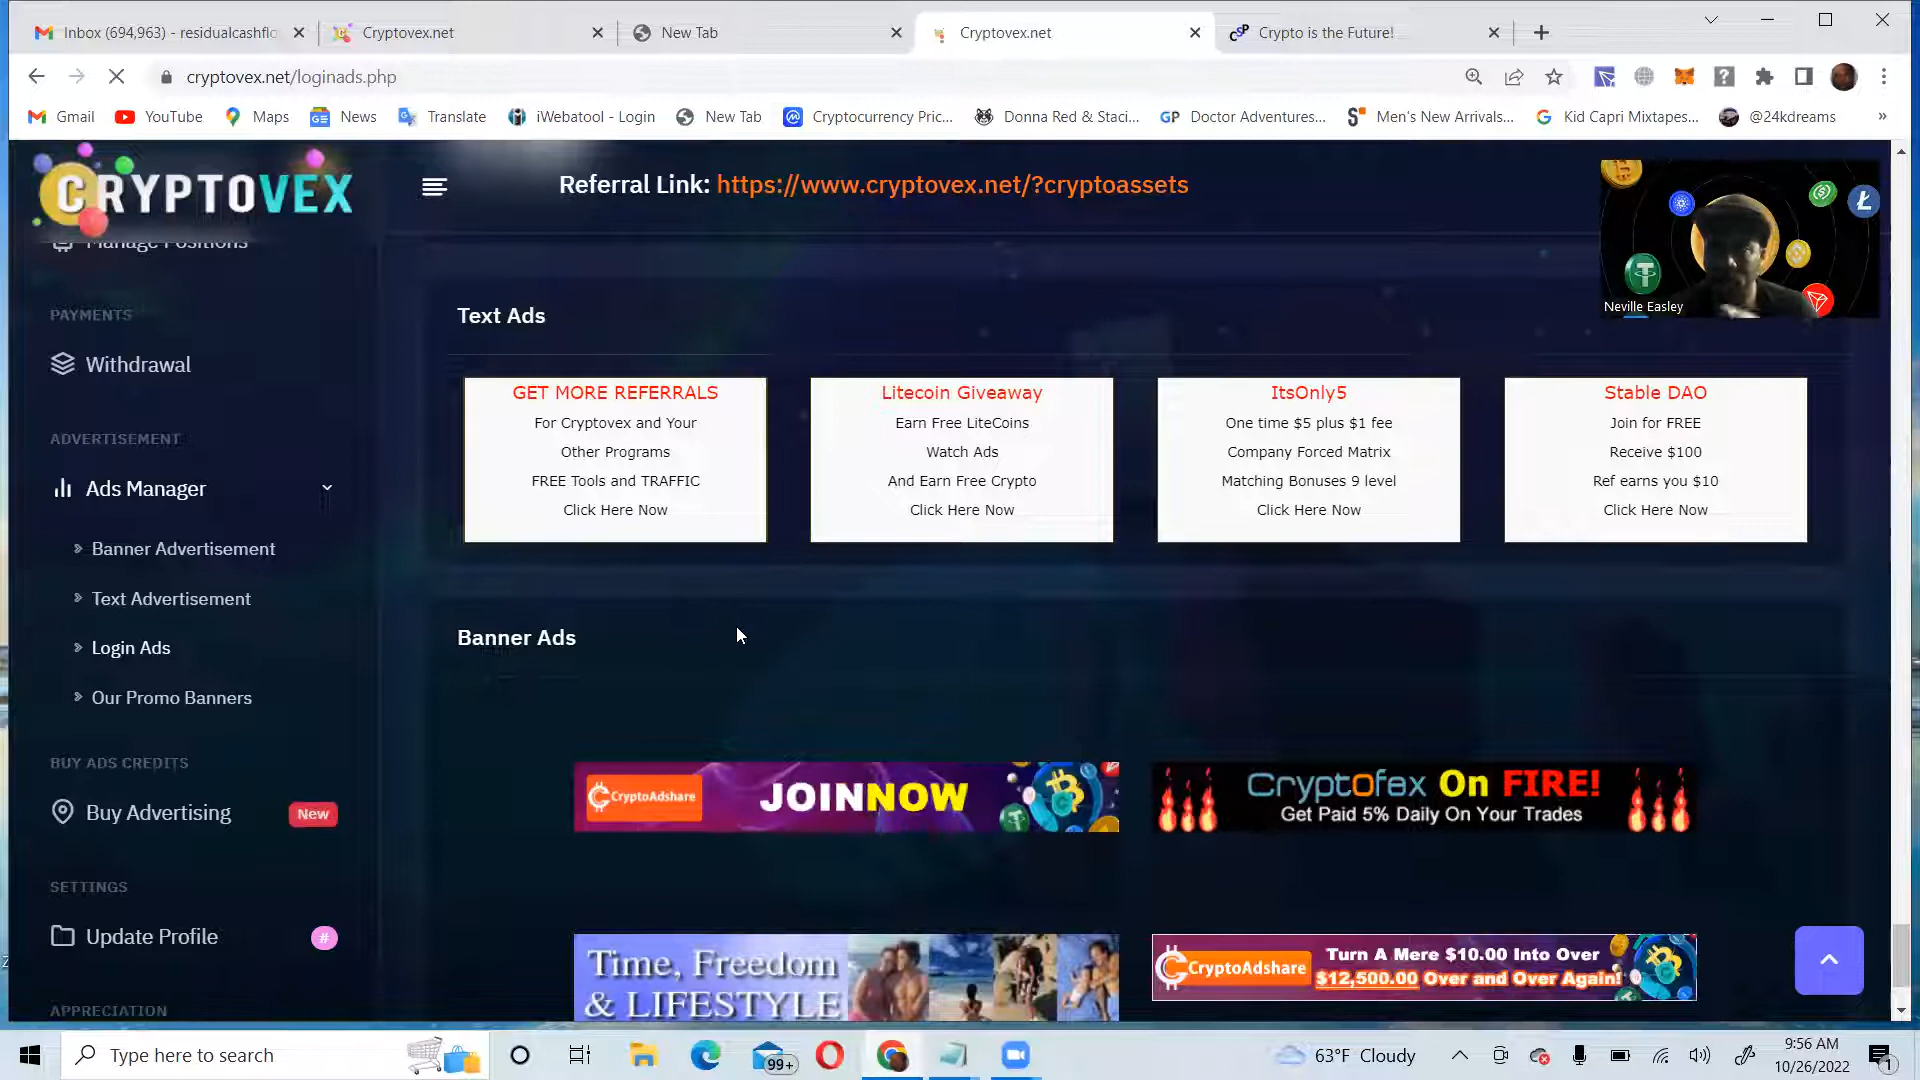 Inbox (694,963) - residualcashflo
Cryptovex.net
New Tab
Cryptovex.net
Crypto is the Future!
cryptovex.net/loginads.php
Gmail
YouTube
Maps
News
Translate
iWebatool - Login
New Tab
Cryptocurrency Pric...
Donna Red & Staci...
GP Doctor Adventures...
Men's New Arrivals...
Kid Capri Mixtapes...
@24kdreams
CRYPTOVEX
Referral Link: https://www.cryptovex.net/?cryptoassets
Neville Easley
Manage Positions
PAYMENTS
Withdrawal
ADVERTISEMENT
Ads Manager
Banner Advertisement
Text Advertisement
Login Ads
Our Promo Banners
BUY ADS CREDITS
Buy Advertising
New
SETTINGS
Update Profile
#
APPRECIATION
Text Ads
GET MORE REFERRALS
For Cryptovex and Your
Other Programs
FREE Tools and TRAFFIC
Click Here Now
Litecoin Giveaway
Earn Free LiteCoins
Watch Ads
And Earn Free Crypto
Click Here Now
ItsOnly5
One time $5 plus $1 fee
Company Forced Matrix
Matching Bonuses 9 level
Click Here Now
Stable DAO
Join for FREE
Receive $100
Ref earns you $10
Click Here Now
Banner Ads
CryptoAdshare
JOINNOW
Cryptofex On FIRE!
Get Paid 5% Daily On Your Trades
Time, Freedom
& LIFESTYLE
CryptoAdshare
Turn A Mere $10.00 Into Over
$12,500.00 Over and Over Again!
Type here to search
99+
63°F Cloudy
9:56 AM
10/26/2022
1